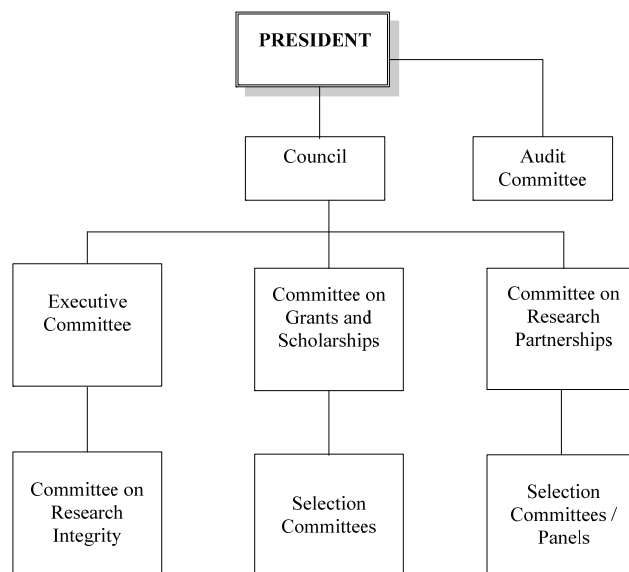 PRESIDENT
Council
Audit
Committee
Executive
Committee
Committee on
Grants and
Scholarships
Committee on
Research
Partnerships
Committee on
Research
Integrity
Selection
Committees
Selection
Committees /
Panels